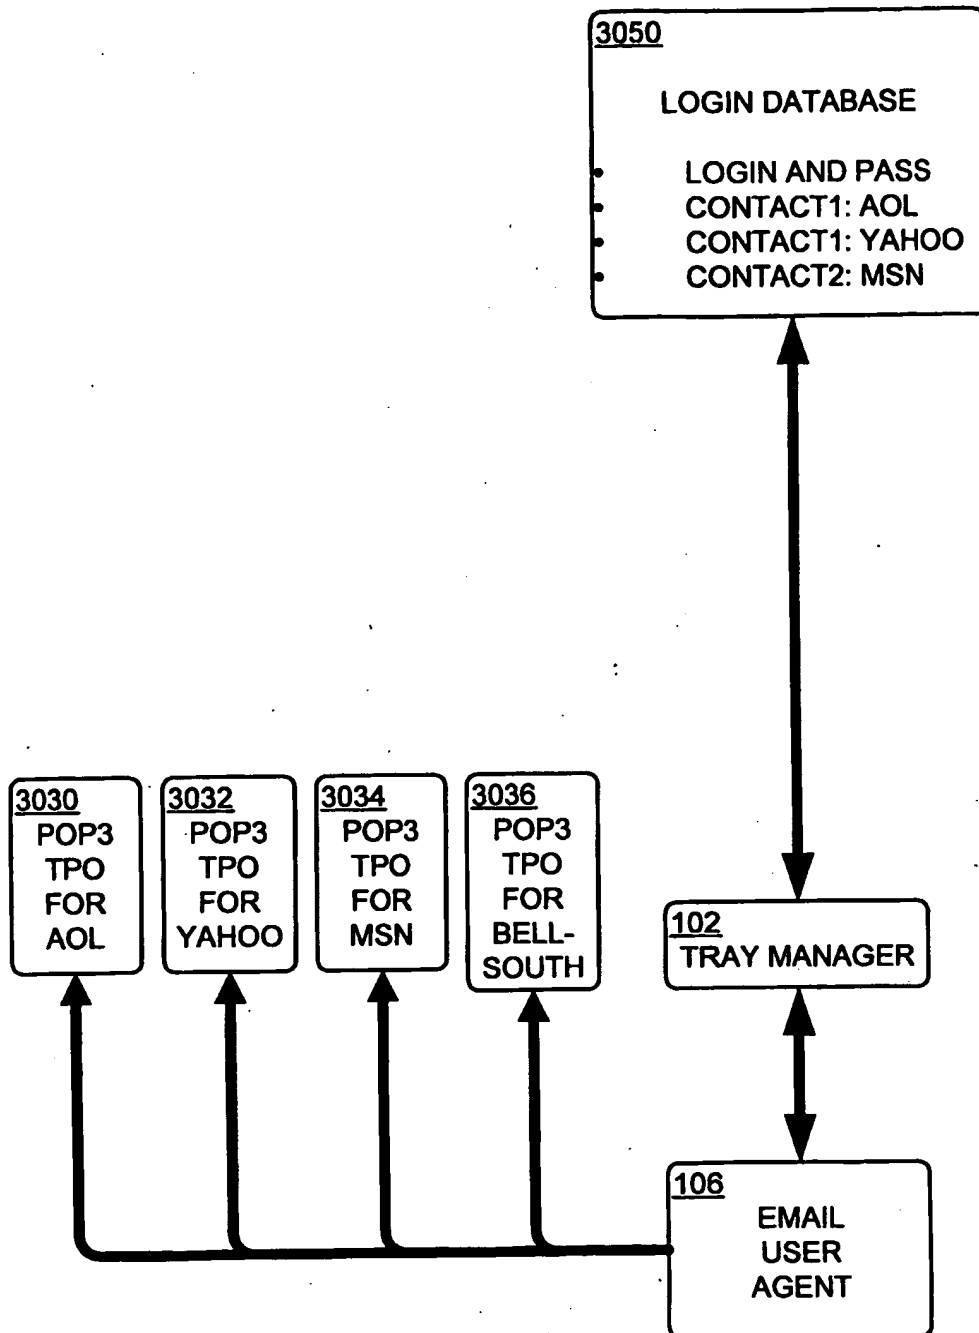 3050
LOGIN DATABASE
LOGIN AND PASS
CONTACT1: AOL
CONTACT1: YAHOO
CONTACT2: MSN
3030
POP3
TPO
FOR
AOL
3032
POP3
TPO
FOR
YAHOO
3034
POP3
TPO
FOR
MSN
3036
POP3
TPO
FOR
BELL-
SOUTH
102
TRAY MANAGER
106
EMAIL
USER
AGENT